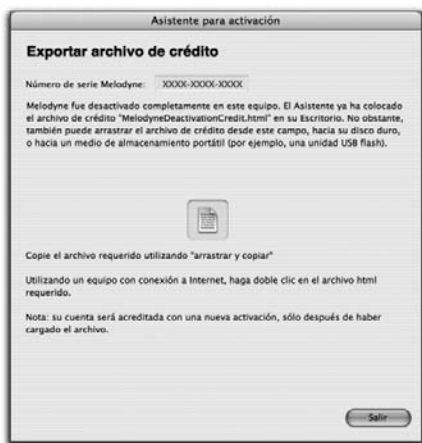 Asistente para activación
Exportar archivo de crédito
Número de serie Melodyne: XXXX-XXXX-XXXX
Melodyne fue desactivado completamente en este equipo. El Asistente ya ha colocado
el archivo de crédito "MelodyneDeactivationCredit.html" en su Escritorio. No obstante,
también puede arrastrar el archivo de crédito desde este campo, hacia su disco duro,
o hacia un medio de almacenamiento portátil (por ejemplo, una unidad USB flash).
Copie el archivo requerido utilizando "arrastrar y copiar"
Utilizando un equipo con conexión a Internet, haga doble clic en el archivo html
requerido.
Nota: su cuenta será acreditada con una nueva activación, sólo después de haber
cargado el archivo.
Salir